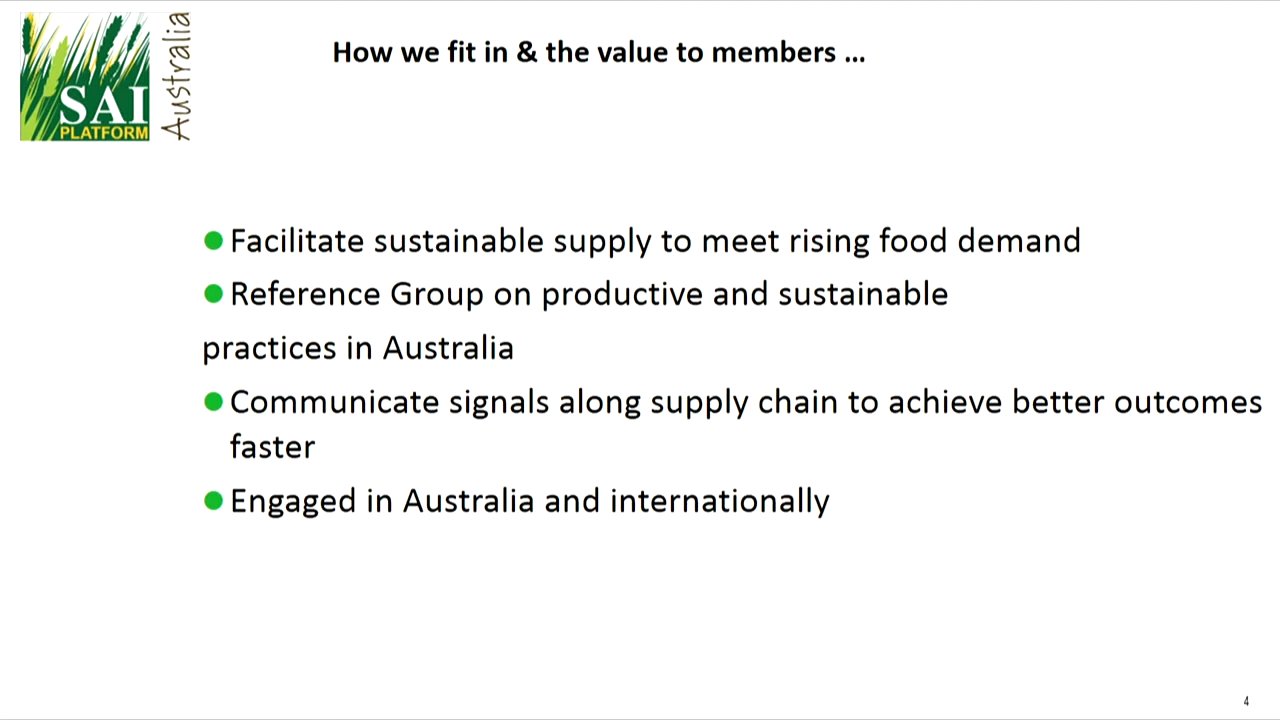 SAI
PLATFORM
Australia
How we fit in & the value to members ...
Facilitate sustainable supply to meet rising food demand
Reference Group on productive and sustainable
practices in Australia
Communicate signals along supply chain to achieve better outcomes
faster
Engaged in Australia and internationally
4